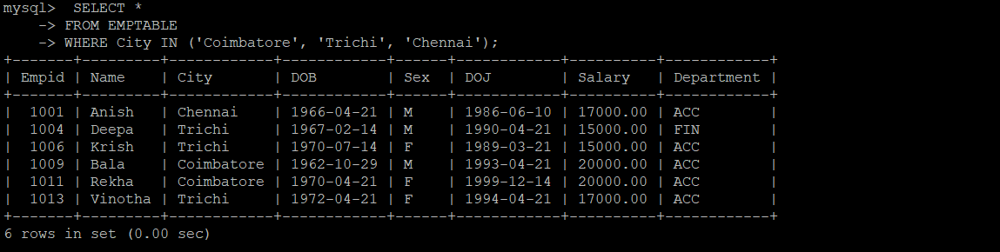 mysql>  SELECT *
    -> FROM EMPTABLE
    -> WHERE City IN ('Coimbatore', 'Trichi', 'Chennai');
+-------+---------+------------+------------+------+------------+----------+------------+
| Empid | Name    | City       | DOB        | Sex  | DOJ        | Salary   | Department |
+-------+---------+------------+------------+------+------------+----------+------------+
|  1001 | Anish   | Chennai    | 1966-04-21 | M    | 1986-06-10 | 17000.00 | ACC        |
|  1004 | Deepa   | Trichi     | 1967-02-14 | M    | 1990-04-21 | 15000.00 | FIN        |
|  1006 | Krish   | Trichi     | 1970-07-14 | F    | 1989-03-21 | 15000.00 | ACC        |
|  1009 | Bala    | Coimbatore | 1962-10-29 | M    | 1993-04-21 | 20000.00 | ACC        |
|  1011 | Rekha   | Coimbatore | 1970-04-21 | F    | 1999-12-14 | 20000.00 | ACC        |
|  1013 | Vinotha | Trichi     | 1972-04-21 | F    | 1994-04-21 | 17000.00 | ACC        |
+-------+---------+------------+------------+------+------------+----------+------------+
6 rows in set (0.00 sec)